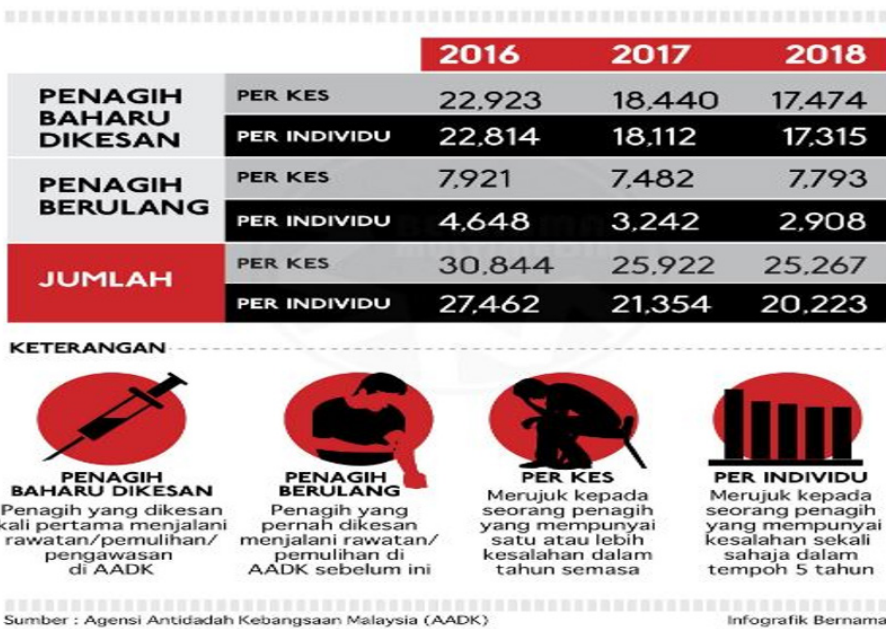 2016 2017 2018
PENAGIH
BAHARU
DIKESAN
PER KES 22,923 18,440 17,474
PER INDIVIDU 22,814 18,112 17,315
PENAGIH
BERULANG
PER KES 7,921 7,482 7,793
PER INDIVIDU 4,648 3,242 2,908
JUMLAH
PER KES 30,844 25,922 25,267
PER INDIVIDU 27,462 21,354 20,223
KETERANGAN
PENAGIH
BAHARU DIKESAN
Penagih yang dikesan
kali pertama menjalani
rawatan/pemulihan/
pengawasan
di AADK
PENAGIH
BERULANG
Penagih yang
pernah dikesan
menjalani rawatan/
pemulihan di
AADK sebelum ini
PER KES
Merujuk kepada
seorang penagih
yang mempunyai
satu atau lebih
kesalahan dalam
tahun semasa
PER INDIVIDU
Merujuk kepada
seorang penagih
yang mempunyai
kesalahan sekali
sahaja dalam
tempoh 5 tahun
Sumber : Agensi Antidadah Kebangsaan Malaysia (AADK)
Infografik Bernama